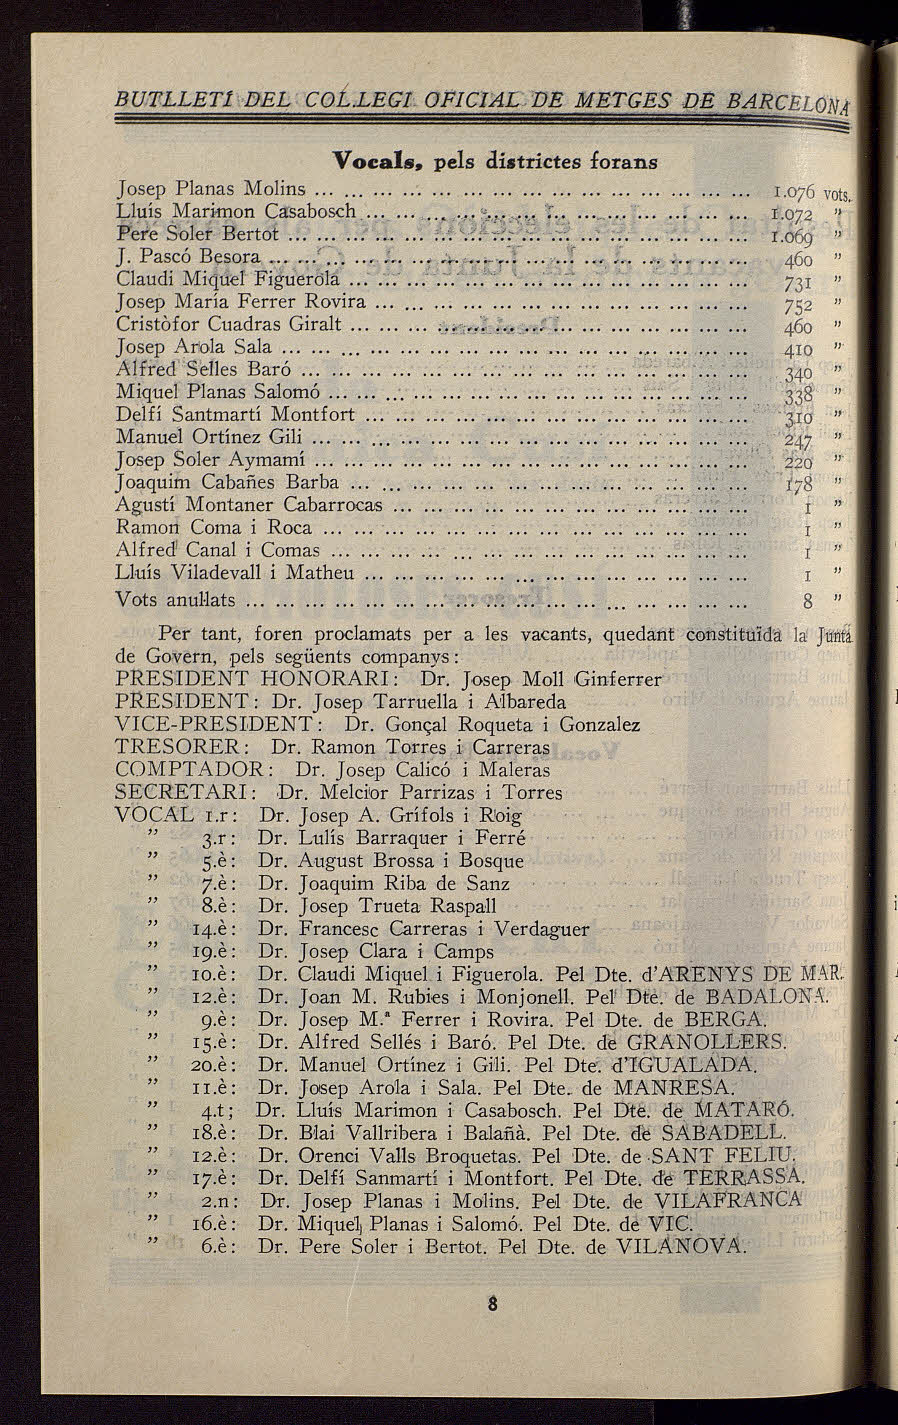 BUTLLETÍ DEL COL.LEGI OFICIAL DE METGES DE BARCELONA
Vocals, pels districtes forans
Josep Planas Molins ... 1.076 vots.
Lluís Marimon Casabosch ... 1.072 "
Pere Soler Bertot ... 1.069 "
J. Pascó Besora ... 460 "
Claudi Miquel Figuerola ... 731 "
Josep María Ferrer Rovira ... 752 "
Cristòfor Cuadras Giralt ... 460 "
Josep Arola Sala ... 410 "
Alfred Selles Baró ... 340 "
Miquel Planas Salomó ... 338 "
Delfí Santmartí Montfort ... 310 "
Manuel Ortínez Gili ... 247 "
Josep Soler Aymamí ... 220 "
Joaquim Cabañes Barba ... 178 "
Agustí Montaner Cabarrocas ... 1 "
Ramon Coma i Roca ... 1 "
Alfred Canal i Comas ... 1 "
Lluís Viladevall i Matheu ... 1 "
Vots anul·lats ... 8 "
Per tant, foren proclamats per a les vacants, quedant constituïda la Junta
de Govern, pels següents companys:
PRESIDENT HONORARI: Dr. Josep Moll Ginferrer
PRESIDENT: Dr. Josep Tarruella i Albareda
VICE-PRESIDENT: Dr. Gonçal Roqueta i Gonzalez
TRESORER: Dr. Ramon Torres i Carreras
COMPTADOR: Dr. Josep Calicó i Maleras
SECRETARI: Dr. Melcior Parrizas i Torres
VOCAL 1.r: Dr. Josep A. Grífols i Roig
" 3.r: Dr. Lulís Barraquer i Ferré
" 5.è: Dr. August Brossa i Bosque
" 7.è: Dr. Joaquim Riba de Sanz
" 8.è: Dr. Josep Trueta Raspall
" 14.è: Dr. Francesc Carreras i Verdaguer
" 19.è: Dr. Josep Clara i Camps
" 10.è: Dr. Claudi Miquel i Figuerola. Pel Dte. d'ARENYS DE MAR.
" 12.è: Dr. Joan M. Rubies i Monjonell. Pel Dte. de BADALONA.
" 9.è: Dr. Josep M.ª Ferrer i Rovira. Pel Dte. de BERGA.
" 15.è: Dr. Alfred Sellés i Baró. Pel Dte. de GRANOLLERS.
" 20.è: Dr. Manuel Ortínez i Gili. Pel Dte. d'IGUALADA.
" 11.è: Dr. Josep Arola i Sala. Pel Dte. de MANRESA.
" 4.t; Dr. Lluís Marimon i Casabosch. Pel Dte. de MATARÓ.
" 18.è: Dr. Blai Vallribera i Balañà. Pel Dte. de SABADELL.
" 12.è: Dr. Orenci Valls Broquetas. Pel Dte. de SANT FELIU.
" 17.è: Dr. Delfí Sanmartí i Montfort. Pel Dte. de TERRASSA.
" 2.n: Dr. Josep Planas i Molins. Pel Dte. de VILAFRANCA
" 16.è: Dr. Miquel Planas i Salomó. Pel Dte. de VIC.
" 6.è: Dr. Pere Soler i Bertot. Pel Dte. de VILANOVA.
8